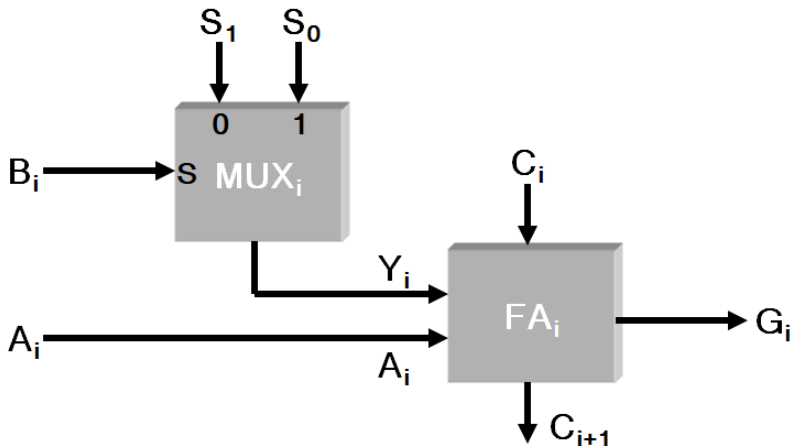 S₁ S₀
0 1
Bᵢ S MUXᵢ
Cᵢ
Yᵢ
FAᵢ Gᵢ
Aᵢ
Aᵢ
Cᵢ₊₁